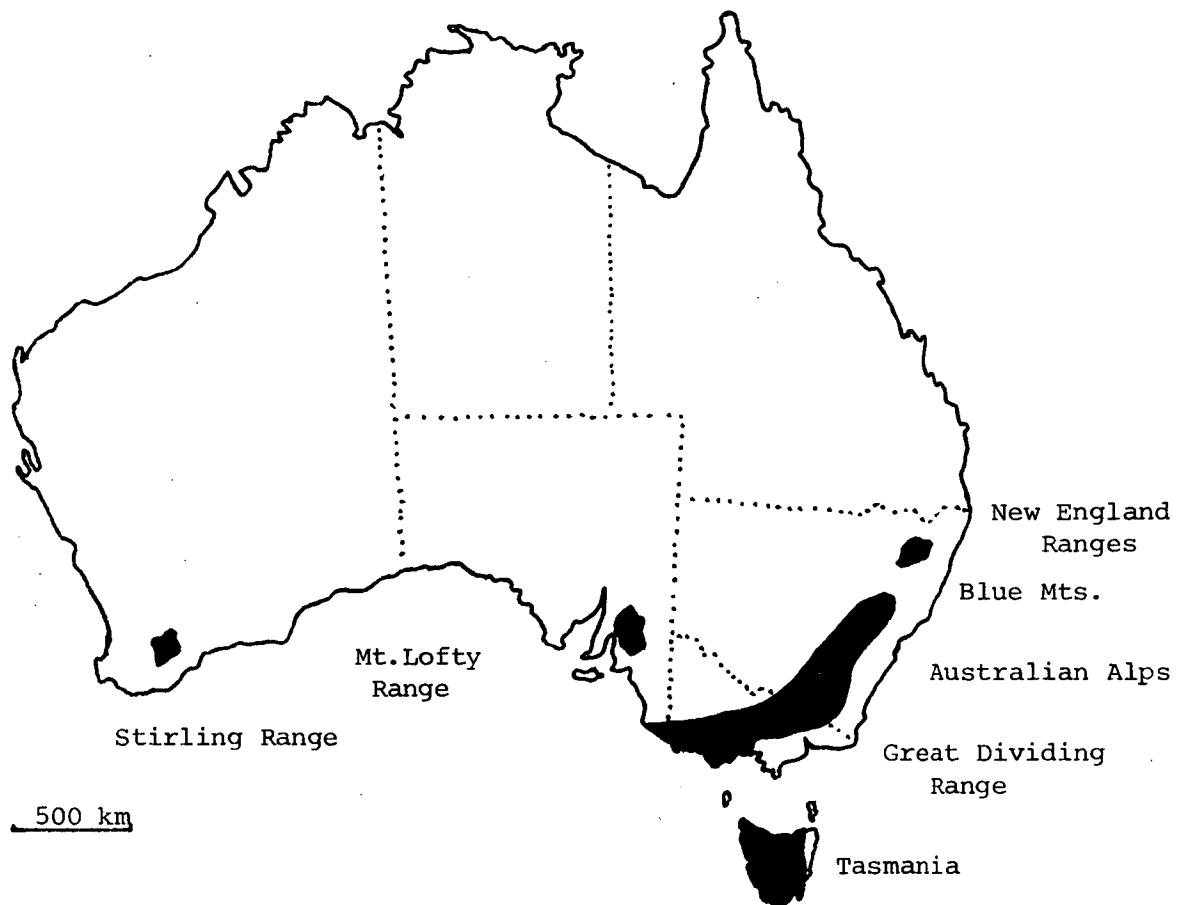 New England
Ranges
Blue Mts.
Mt.Lofty
Range
Australian Alps
Stirling Range
Great Dividing
Range
500 km
Tasmania